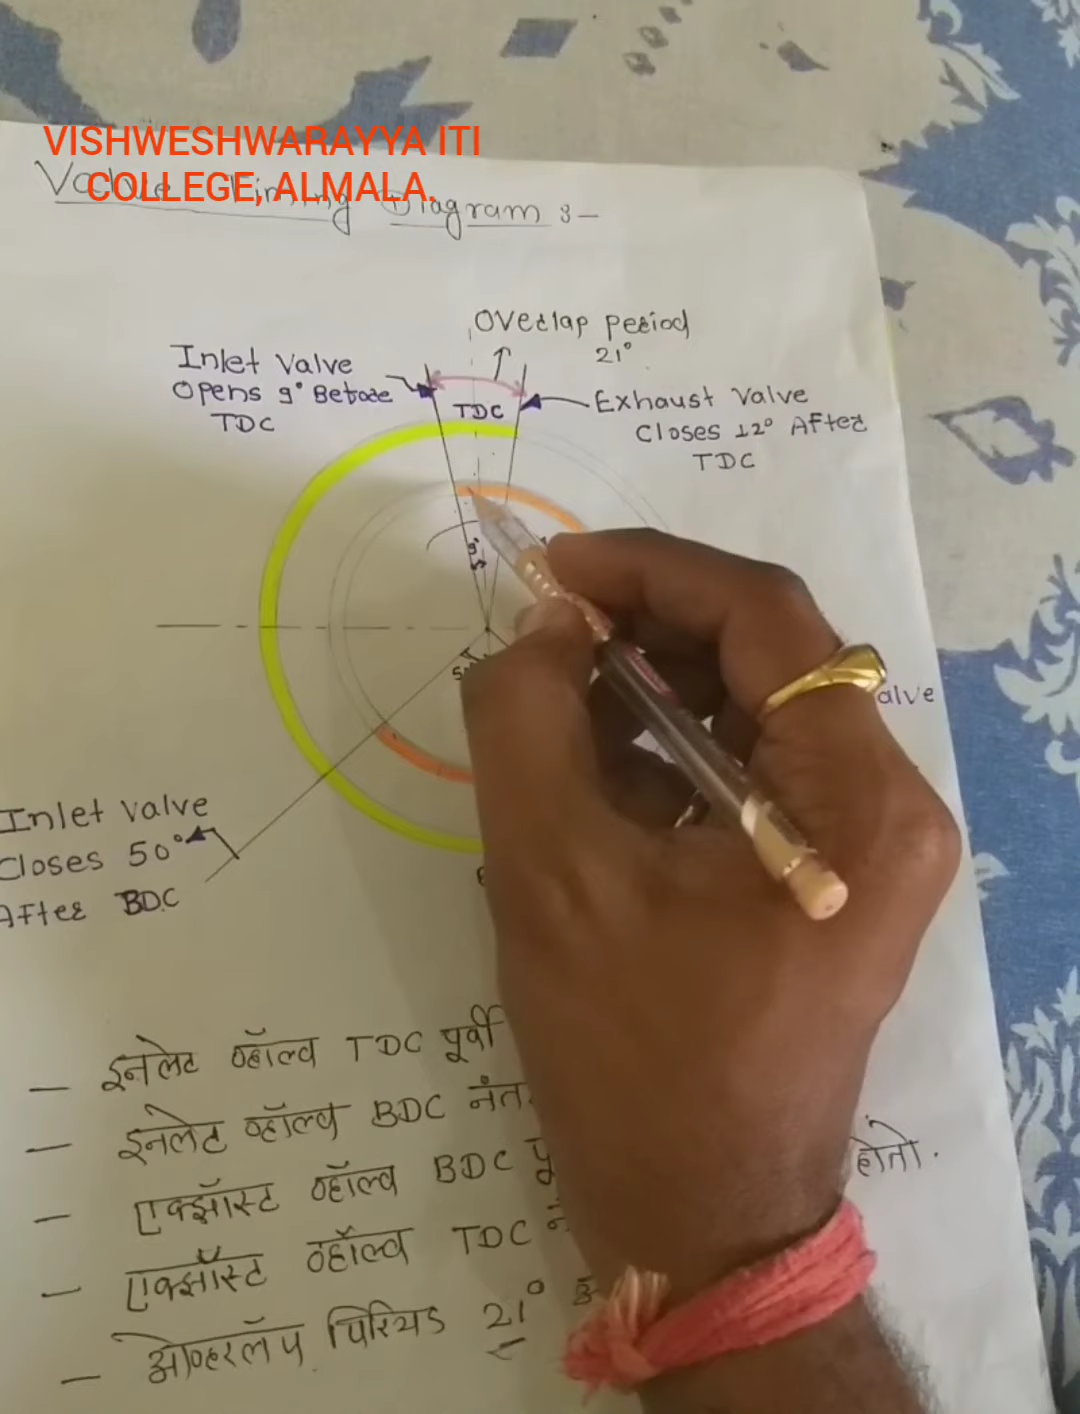 VISHWESHWARAYYA ITI
COLLEGE, ALMALA.
Diagram :-
Overlap Period
21°
Inlet Valve
Opens 9° Before
TDC
TDC
Exhaust Valve
Closes 12° After
TDC
9°
5
alve
Inlet Valve
Closes 50°
After BDC
- इनलेट व्हॉल्व TDC पूर्वी
- इनलेट व्हॉल्व BDC नंत
- एक्झॉस्ट व्हॉल्व BDC पू होतो.
- एक्झॉस्ट व्हॉल्व TDC नं
- ओव्हरलॅप पिरियड 21°